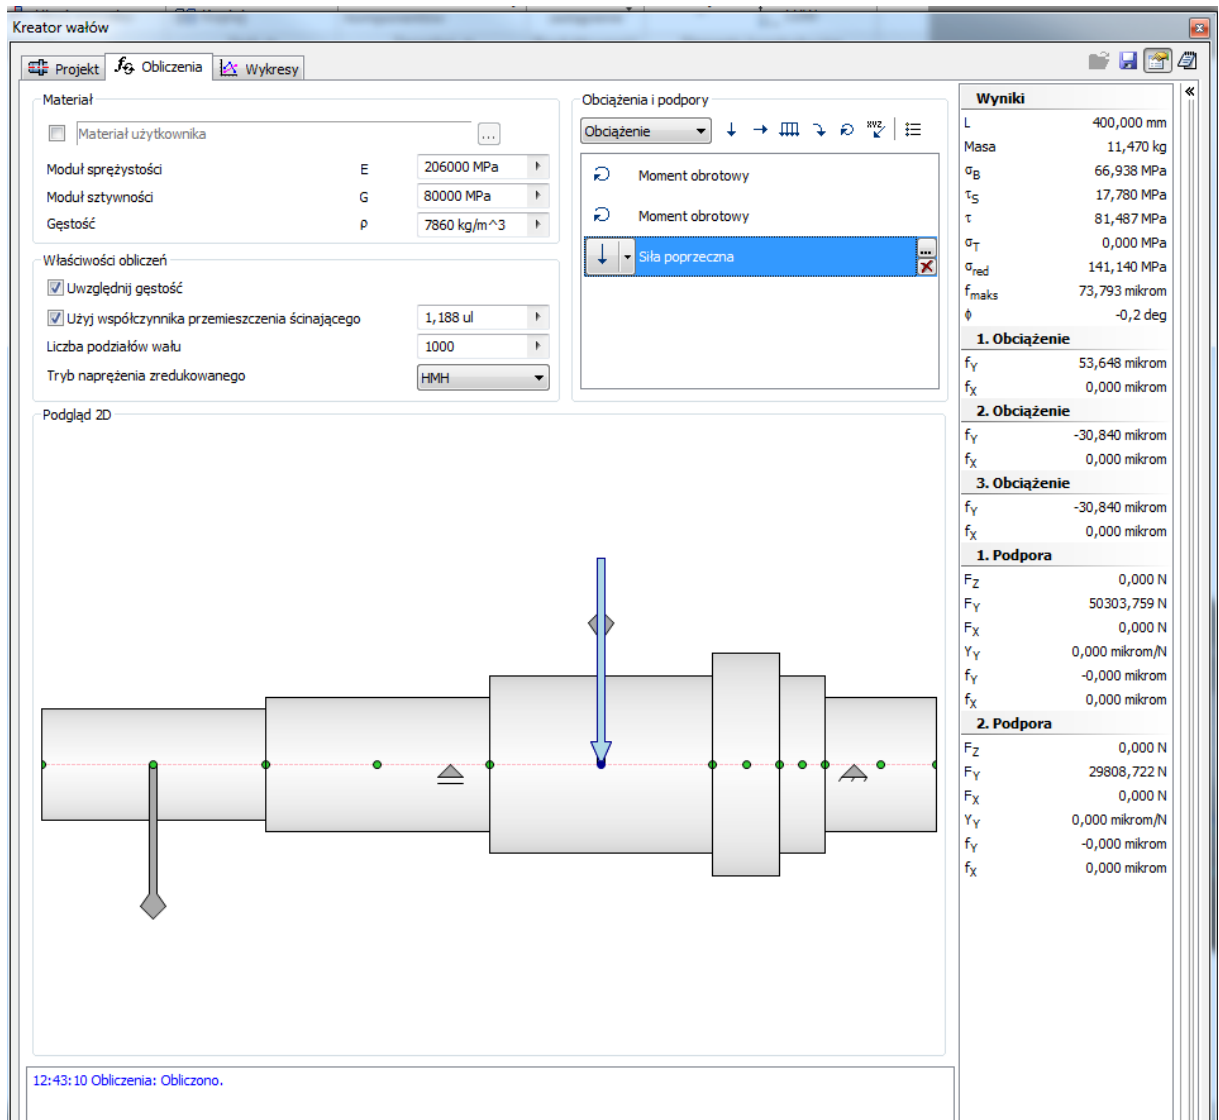 Kreator wałów
Projekt
Obliczenia
Wykresy
Materiał
Materiał użytkownika
...
Moduł sprężystości E 206000 MPa
Moduł sztywności G 80000 MPa
Gęstość ρ 7860 kg/m^3
Właściwości obliczeń
Uwzględnij gęstość
Użyj współczynnika przemieszczenia ścinającego 1,188 ul
Liczba podziałów wału 1000
Tryb naprężenia zredukowanego HMH
Obciążenia i podpory
Obciążenie
XYZ
Moment obrotowy
Moment obrotowy
Siła poprzeczna
...
Podgląd 2D
12:43:10 Obliczenia: Obliczono.
Wyniki
L 400,000 mm
Masa 11,470 kg
σB 66,938 MPa
τS 17,780 MPa
τ 81,487 MPa
σT 0,000 MPa
σred 141,140 MPa
fmaks 73,793 mikrom
ϕ -0,2 deg
1. Obciążenie
fY 53,648 mikrom
fX 0,000 mikrom
2. Obciążenie
fY -30,840 mikrom
fX 0,000 mikrom
3. Obciążenie
fY -30,840 mikrom
fX 0,000 mikrom
1. Podpora
FZ 0,000 N
FY 50303,759 N
FX 0,000 N
YY 0,000 mikrom/N
fY -0,000 mikrom
fX 0,000 mikrom
2. Podpora
FZ 0,000 N
FY 29808,722 N
FX 0,000 N
YY 0,000 mikrom/N
fY -0,000 mikrom
fX 0,000 mikrom